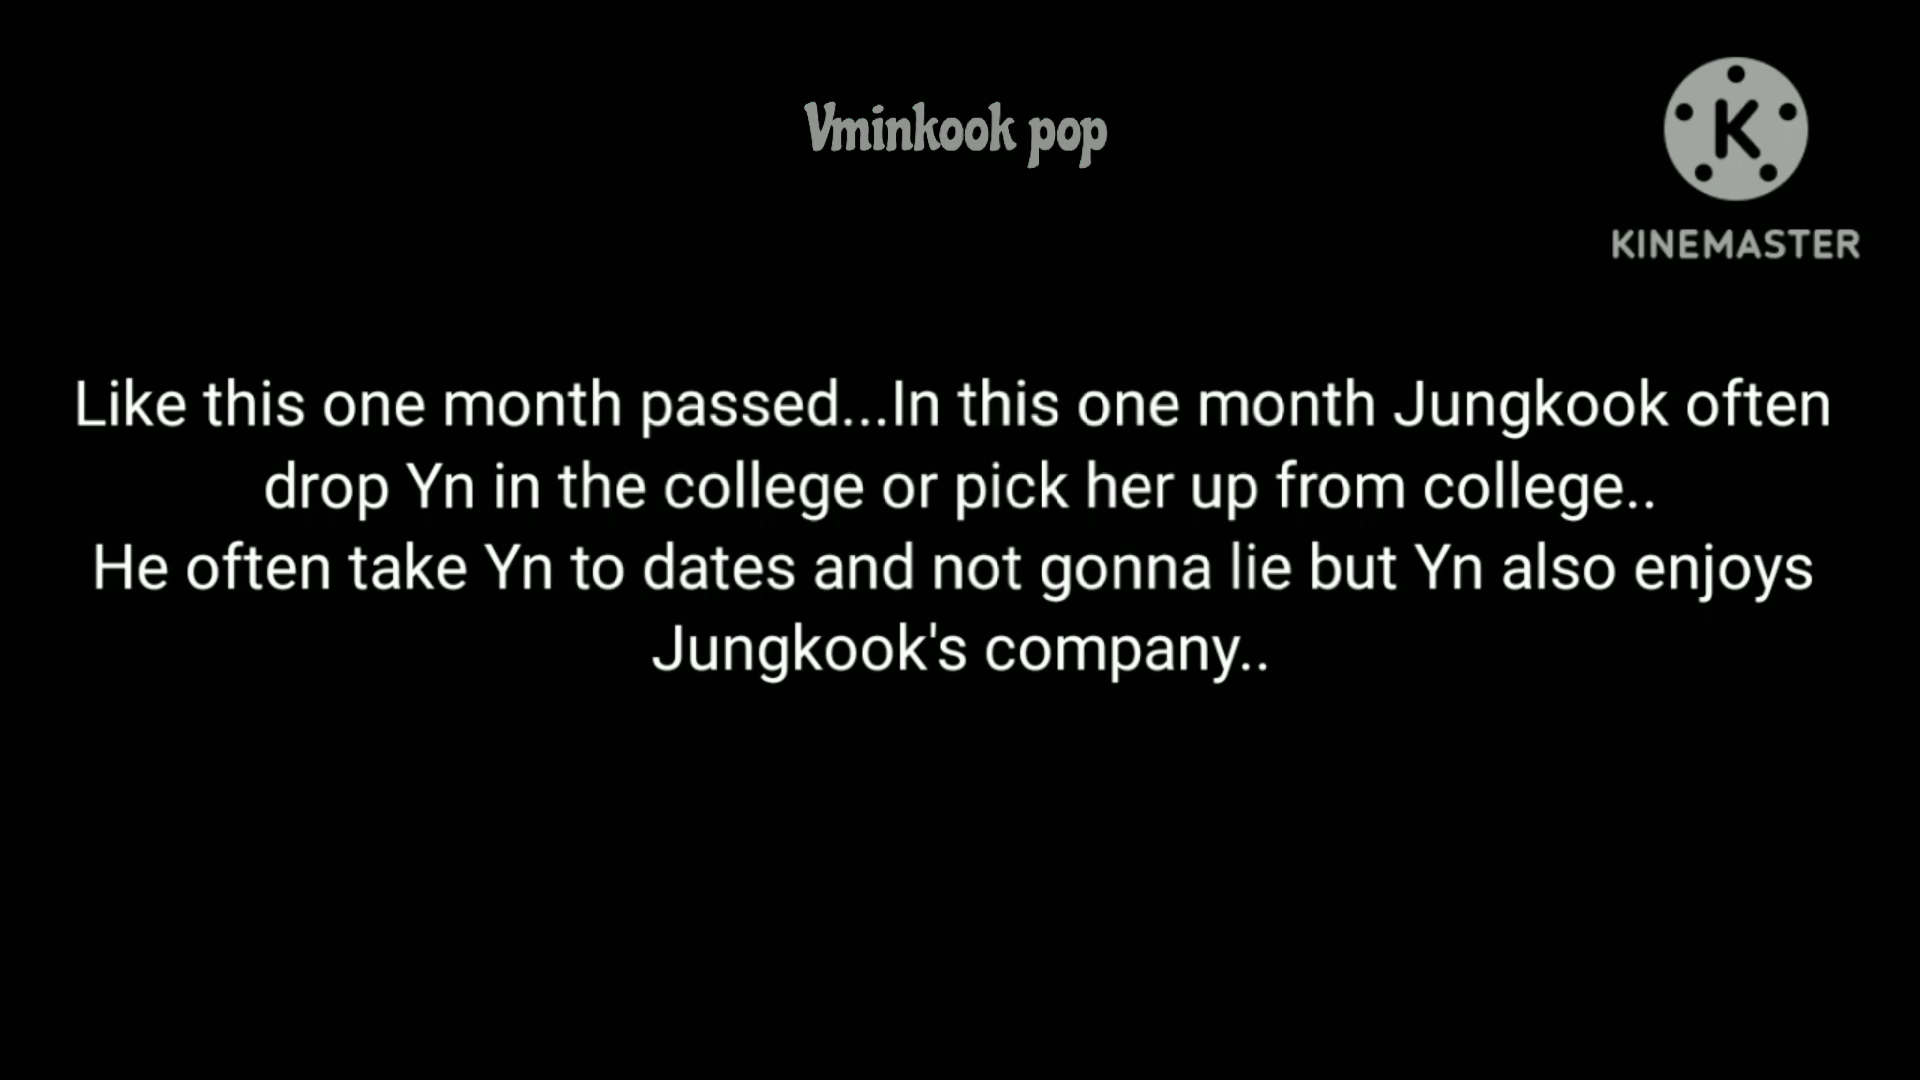 Vminkook pop
K
KINEMASTER
Like this one month passed...In this one month Jungkook often
drop Yn in the college or pick her up from college..
He often take Yn to dates and not gonna lie but Yn also enjoys
Jungkook's company..